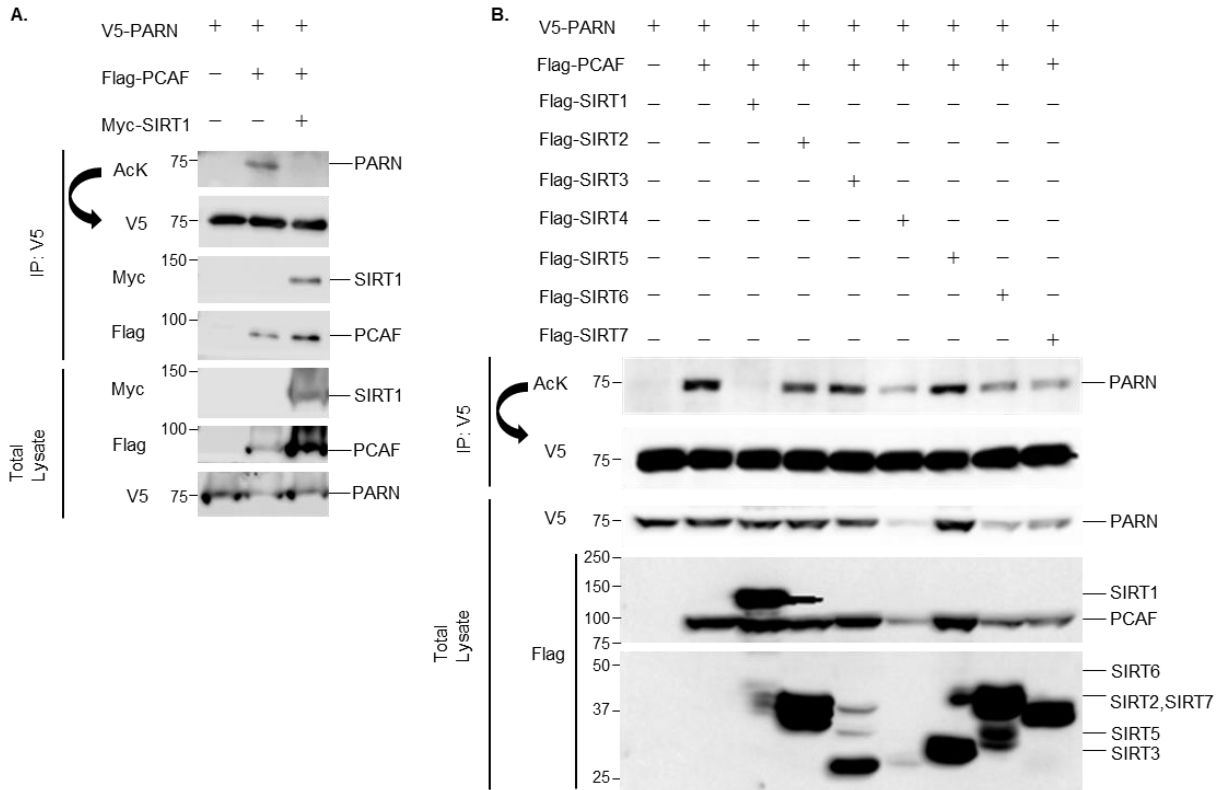 A.
V5-PARN + + +
Flag-PCAF – + +
Myc-SIRT1 – – +
IP: V5
AcK 75 PARN
V5 75
Myc 150 SIRT1
Flag 100 PCAF
Total Lysate
Myc 150 SIRT1
Flag 100 PCAF
V5 75 PARN
B.
V5-PARN + + + + + + + + +
Flag-PCAF – + + + + + + + +
Flag-SIRT1 – – + – – – – – –
Flag-SIRT2 – – – + – – – – –
Flag-SIRT3 – – – – + – – – –
Flag-SIRT4 – – – – – + – – –
Flag-SIRT5 – – – – – – + – –
Flag-SIRT6 – – – – – – – + –
Flag-SIRT7 – – – – – – – – +
IP: V5
AcK 75 PARN
V5 75
Total Lysate
V5 75 PARN
Flag
250
150 SIRT1
100 PCAF
75
50 SIRT6
37 SIRT2,SIRT7
SIRT5
SIRT3
25